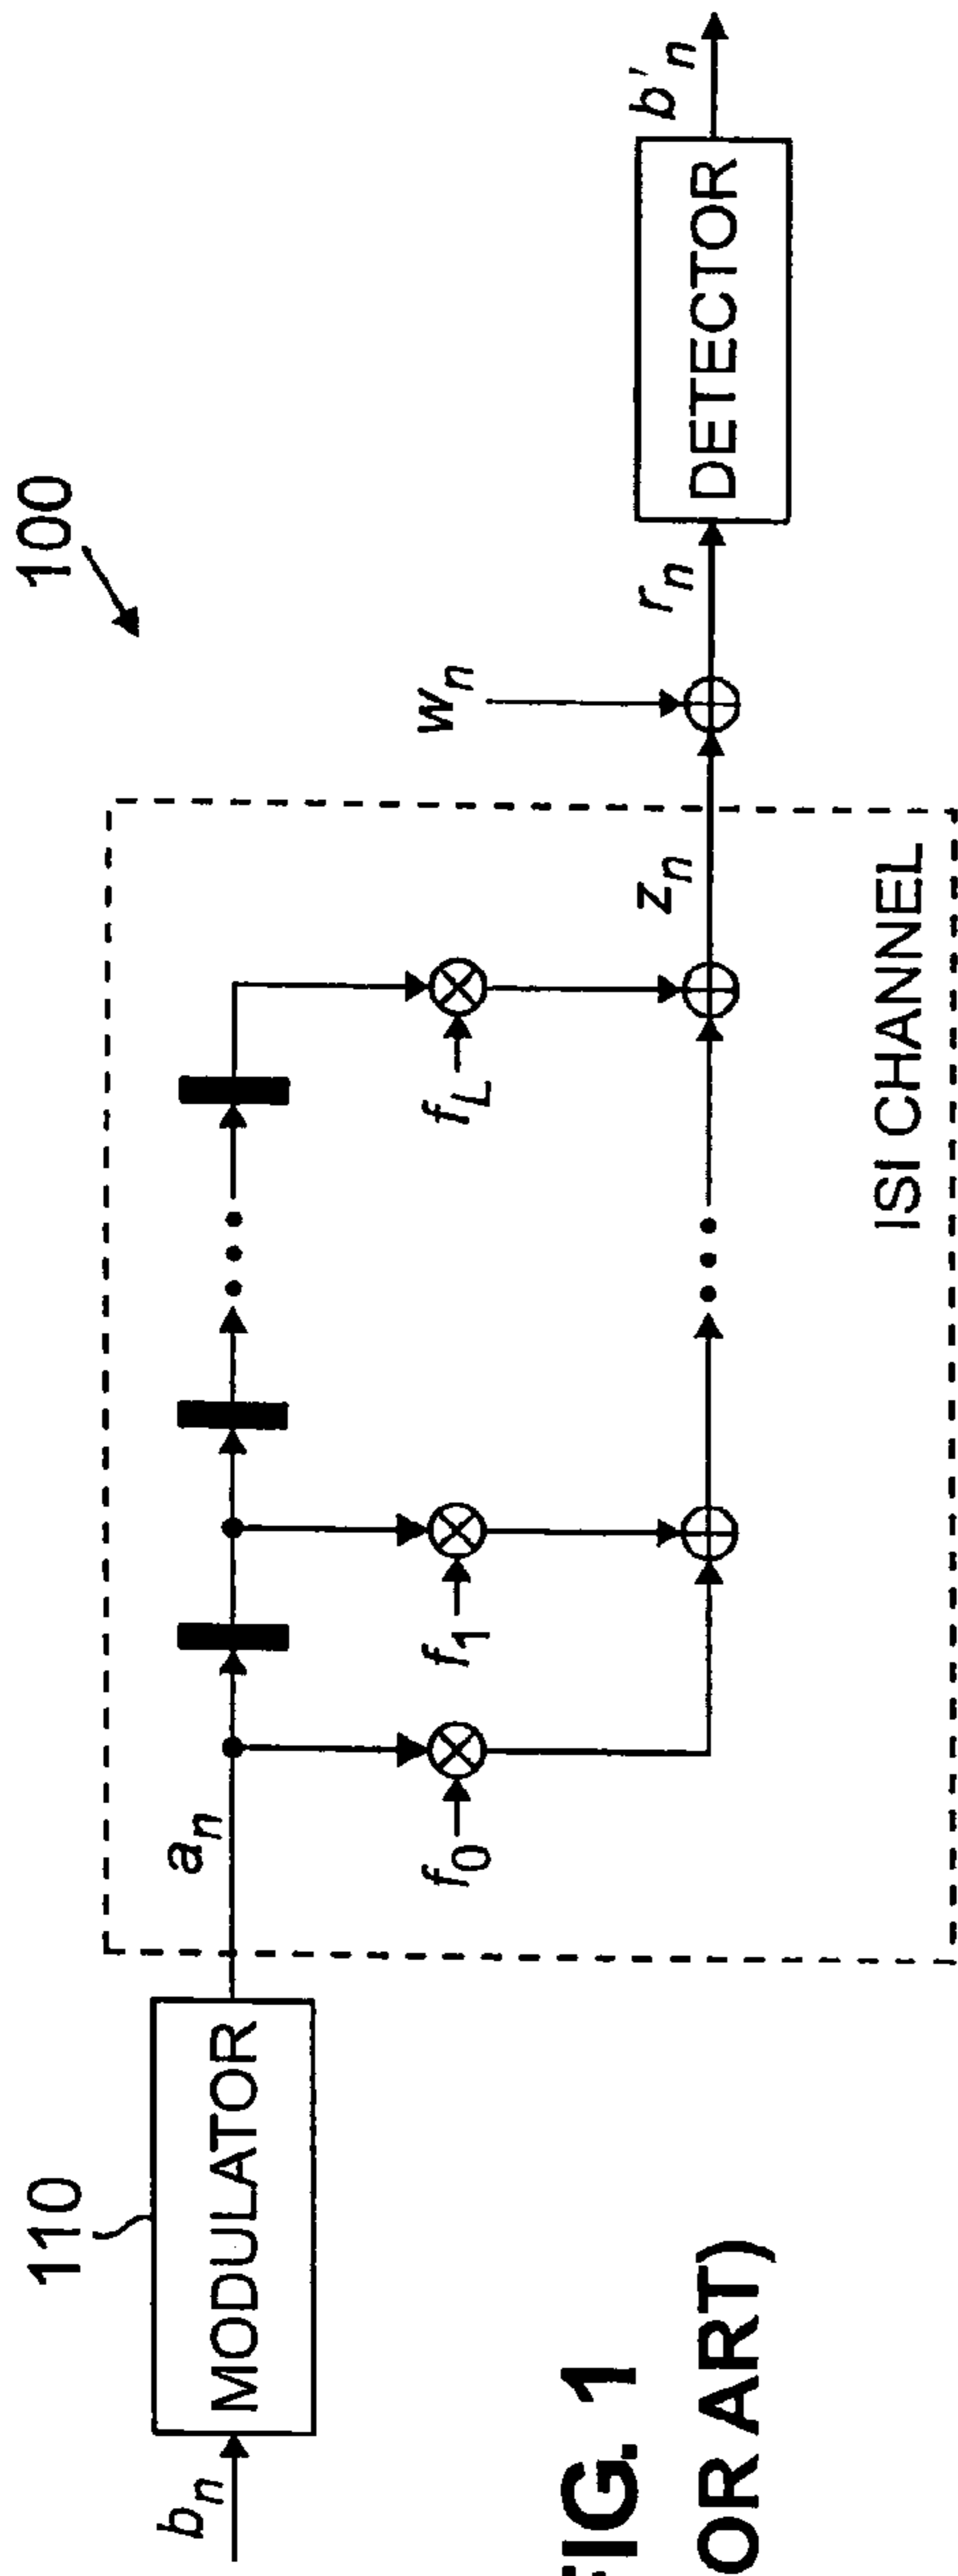 100
110
b_n
MODULATOR
a_n
f_0
f_1
f_L
z_n
w_n
r_n
DETECTOR
b'_n
ISI CHANNEL
FIG. 1
OR ART)